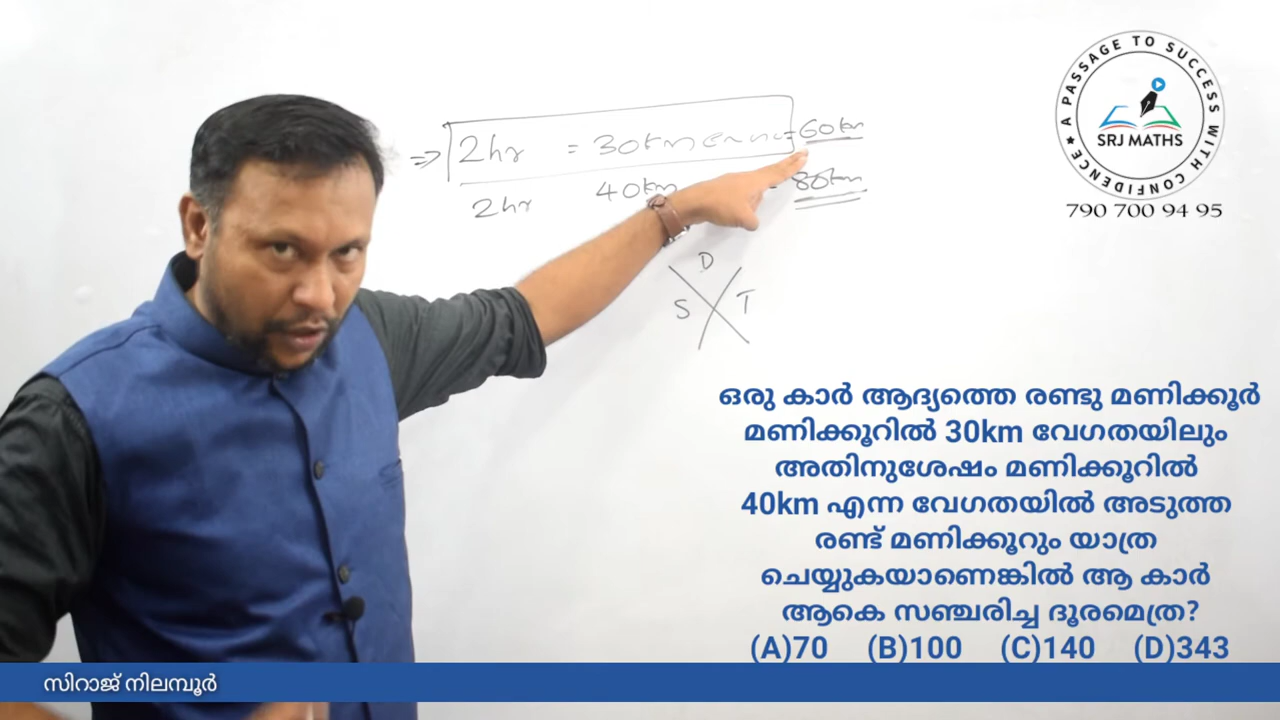 ⇒ 2hr = 30km = 60km
2hr 40km 80km
D
S T
A PASSAGE TO SUCCESS WITH CONFIDENCE
SRJ MATHS
790 700 94 95
ഒരു കാർ ആദ്യത്തെ രണ്ടു മണിക്കൂർ
മണിക്കൂറിൽ 30km വേഗതയിലും
അതിനുശേഷം മണിക്കൂറിൽ
40km എന്ന വേഗതയിൽ അടുത്ത
രണ്ട് മണിക്കൂറും യാത്ര
ചെയ്യുകയാണെങ്കിൽ ആ കാർ
ആകെ സഞ്ചരിച്ച ദൂരമെത്ര?
(A)70 (B)100 (C)140 (D)343
സിറാജ് നിലമ്പൂർ